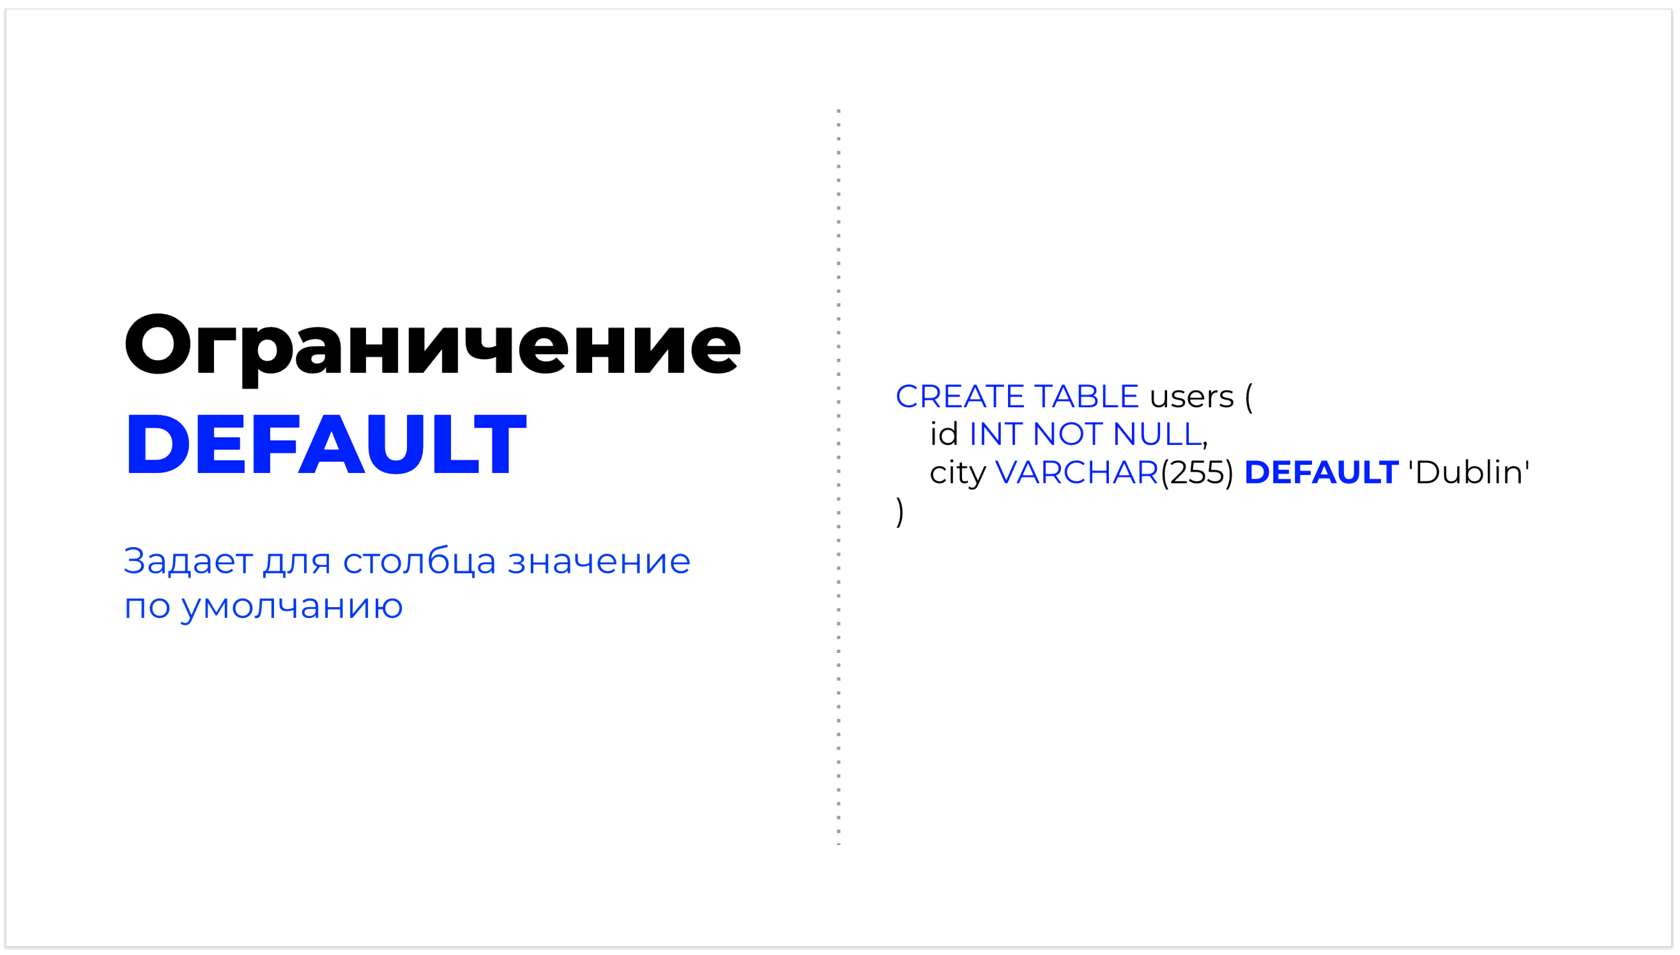 Ограничение
DEFAULT
Задает для столбца значение
по умолчанию
CREATE TABLE users (
id INT NOT NULL,
city VARCHAR(255) DEFAULT 'Dublin'
)